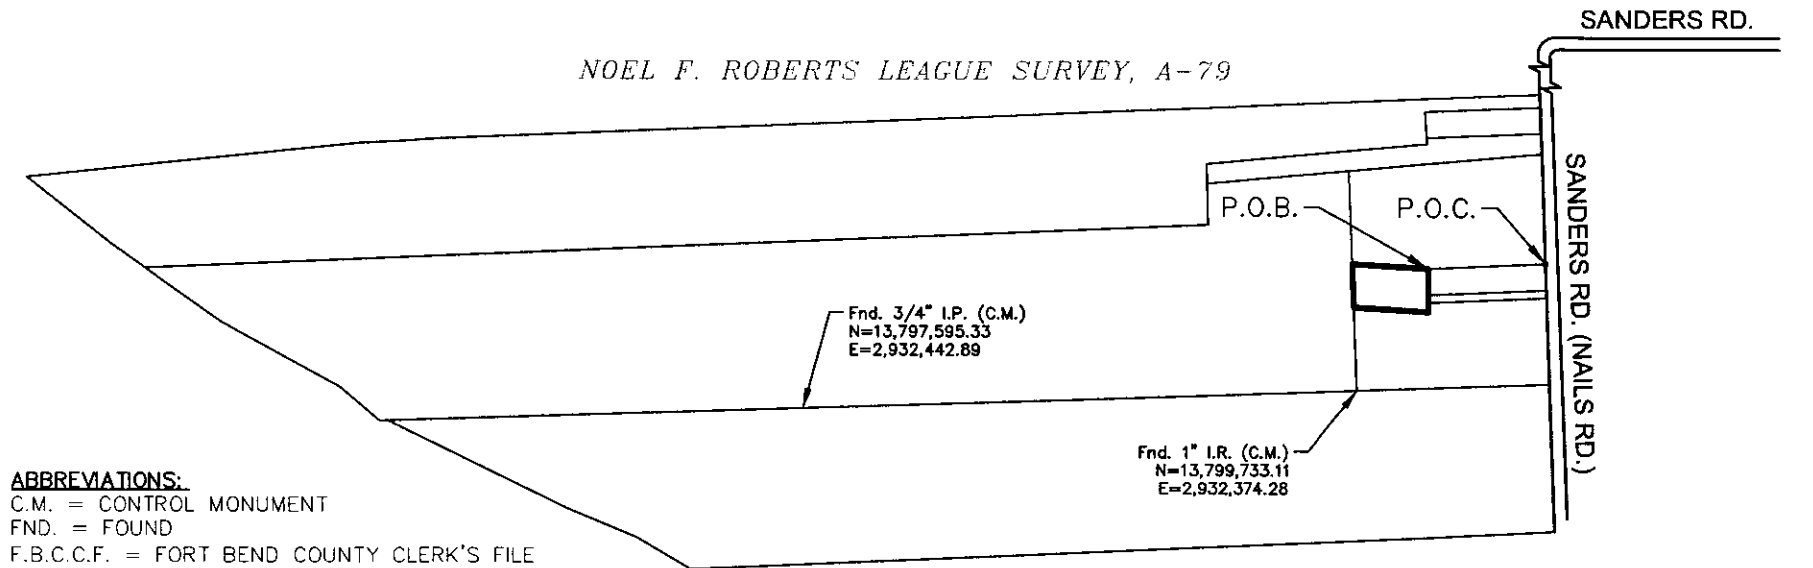 SANDERS RD.
NOEL F. ROBERTS LEAGUE SURVEY, A-79
SANDERS RD. (NAILS RD.)
P.O.B.
P.O.C.
Fnd. 3/4" I.P. (C.M.)
N=13,797,595.33
E=2,932,442.89
Fnd. 1" I.R. (C.M.)
N=13,799,733.11
E=2,932,374.28
ABBREVIATIONS:
C.M. = CONTROL MONUMENT
FND. = FOUND
F.B.C.C.F. = FORT BEND COUNTY CLERK'S FILE